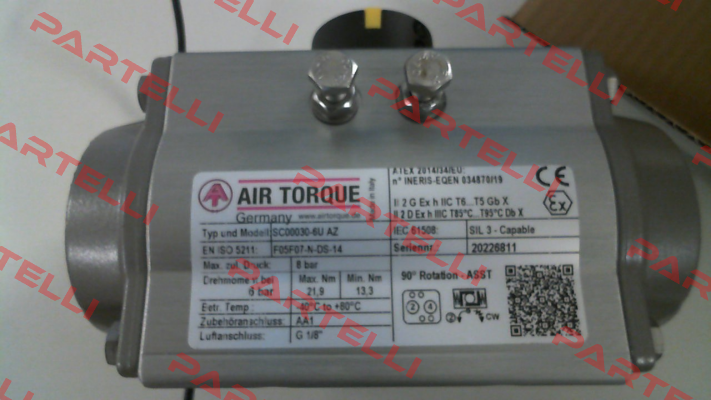 PARTELLI
PARTELLI
PARTELLI
PARTELLI
PARTELLI
PARTELLI
AIR TORQUE
Germany www.airtorque.de
Made in Italy
Typ und Modell: SC00030-6U AZ
EN ISO 5211: F05F07-N-DS-14
Max. zul. Druck: 8 bar
Drehmoment bei Max. Nm Min. Nm
6 bar 21,9 13,3
Betr. Temp.: -40°C to +80°C
Zubehöranschluss: AA1
Luftanschluss: G 1/8"
ATEX 2014/34/EU:
n° INERIS-EQEN 034870/19
II 2 G Ex h IIC T6...T5 Gb X
II 2 D Ex h IIIC T85°C...T95°C Db X
CE
Ex
IEC 61508: SIL 3 - Capable
Seriennr.: 20226811
90° Rotation - ASST
2 4
2 CW